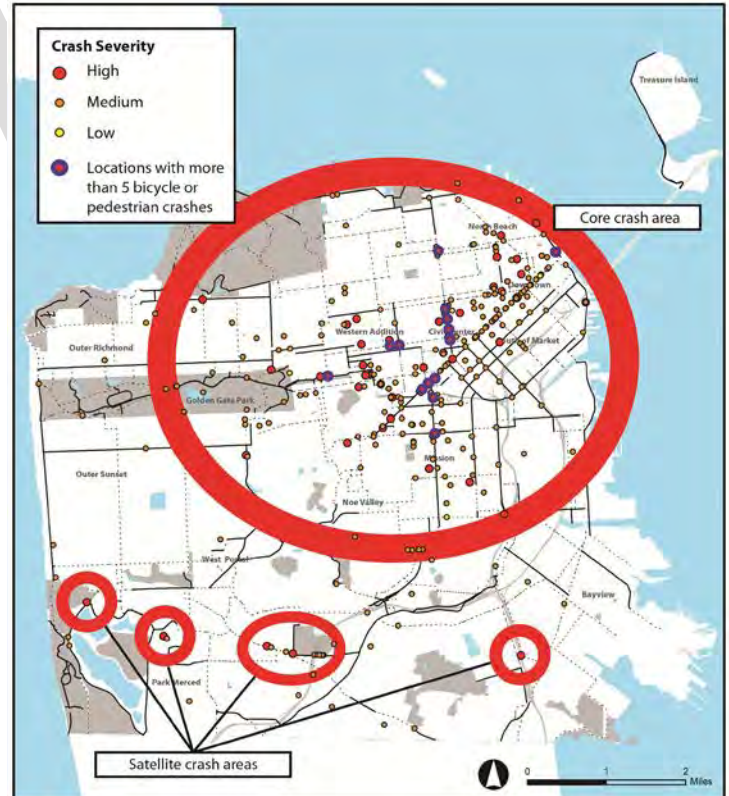 Crash Severity
High
Medium
Low
Locations with more
than 5 bicycle or
pedestrian crashes
Treasure Island
Core crash area
North Beach
Downtown
Western Addition
Civic Center
South of Market
Outer Richmond
Golden Gate Park
Mission
Outer Sunset
Noe Valley
West Portal
Bayview
Park Merced
Satellite crash areas
0 1 2
Miles